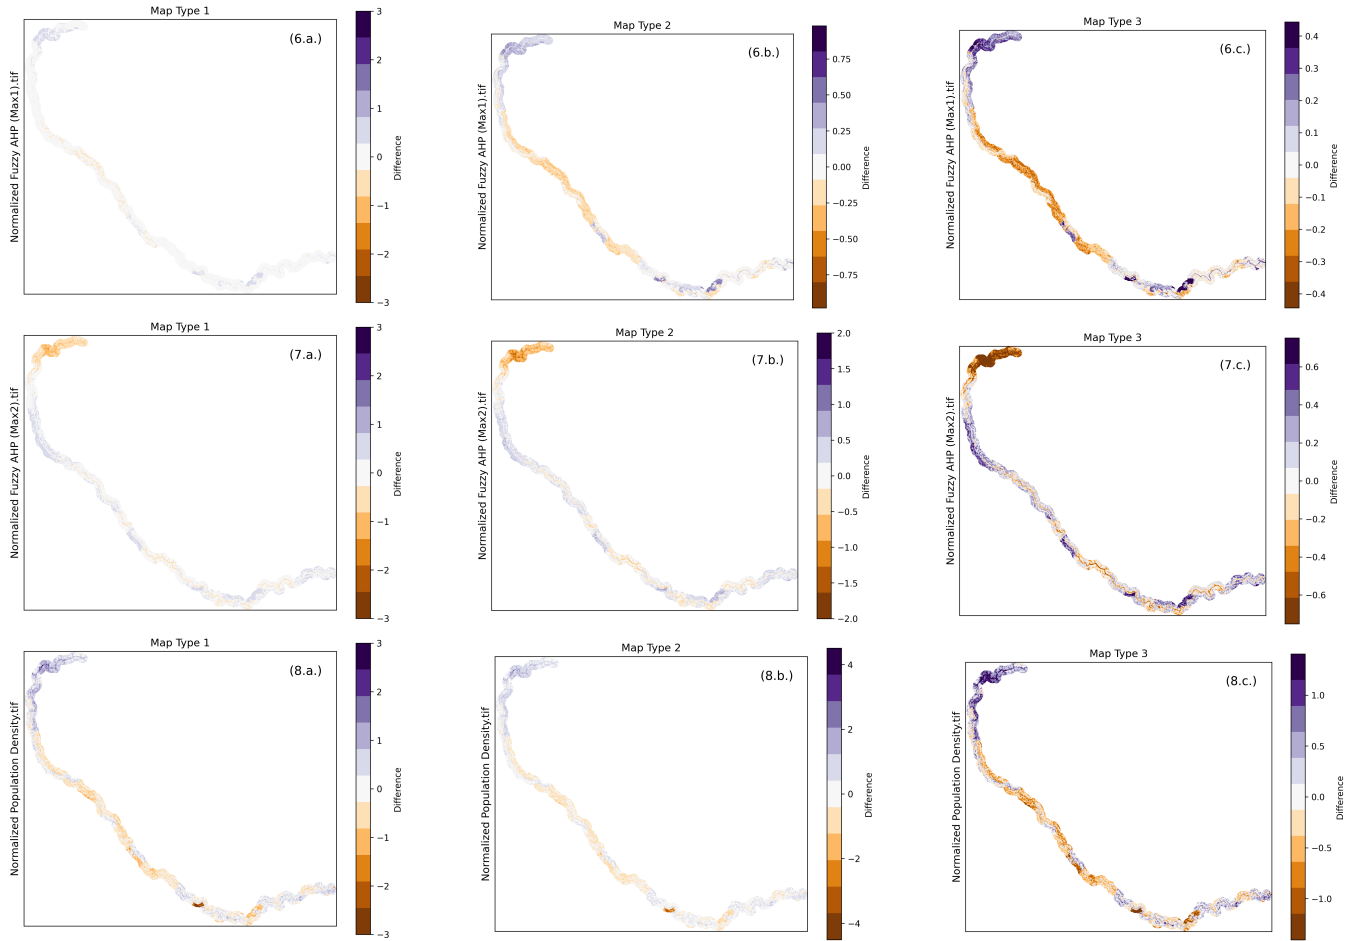 Map Type 1
(6.a.)
Normalized Fuzzy AHP (Max1).tif
3
2
1
0
−1
−2
−3
Difference
Map Type 2
(6.b.)
Normalized Fuzzy AHP (Max1).tif
0.75
0.50
0.25
0.00
−0.25
−0.50
−0.75
Difference
Map Type 3
(6.c.)
Normalized Fuzzy AHP (Max1).tif
0.4
0.3
0.2
0.1
0.0
−0.1
−0.2
−0.3
−0.4
Difference
Map Type 1
(7.a.)
Normalized Fuzzy AHP (Max2).tif
3
2
1
0
−1
−2
−3
Difference
Map Type 2
(7.b.)
Normalized Fuzzy AHP (Max2).tif
2.0
1.5
1.0
0.5
0.0
−0.5
−1.0
−1.5
−2.0
Difference
Map Type 3
(7.c.)
Normalized Fuzzy AHP (Max2).tif
0.6
0.4
0.2
0.0
−0.2
−0.4
−0.6
Difference
Map Type 1
(8.a.)
Normalized Population Density.tif
3
2
1
0
−1
−2
−3
Difference
Map Type 2
(8.b.)
Normalized Population Density.tif
4
2
0
−2
−4
Difference
Map Type 3
(8.c.)
Normalized Population Density.tif
1.0
0.5
0.0
−0.5
−1.0
Difference